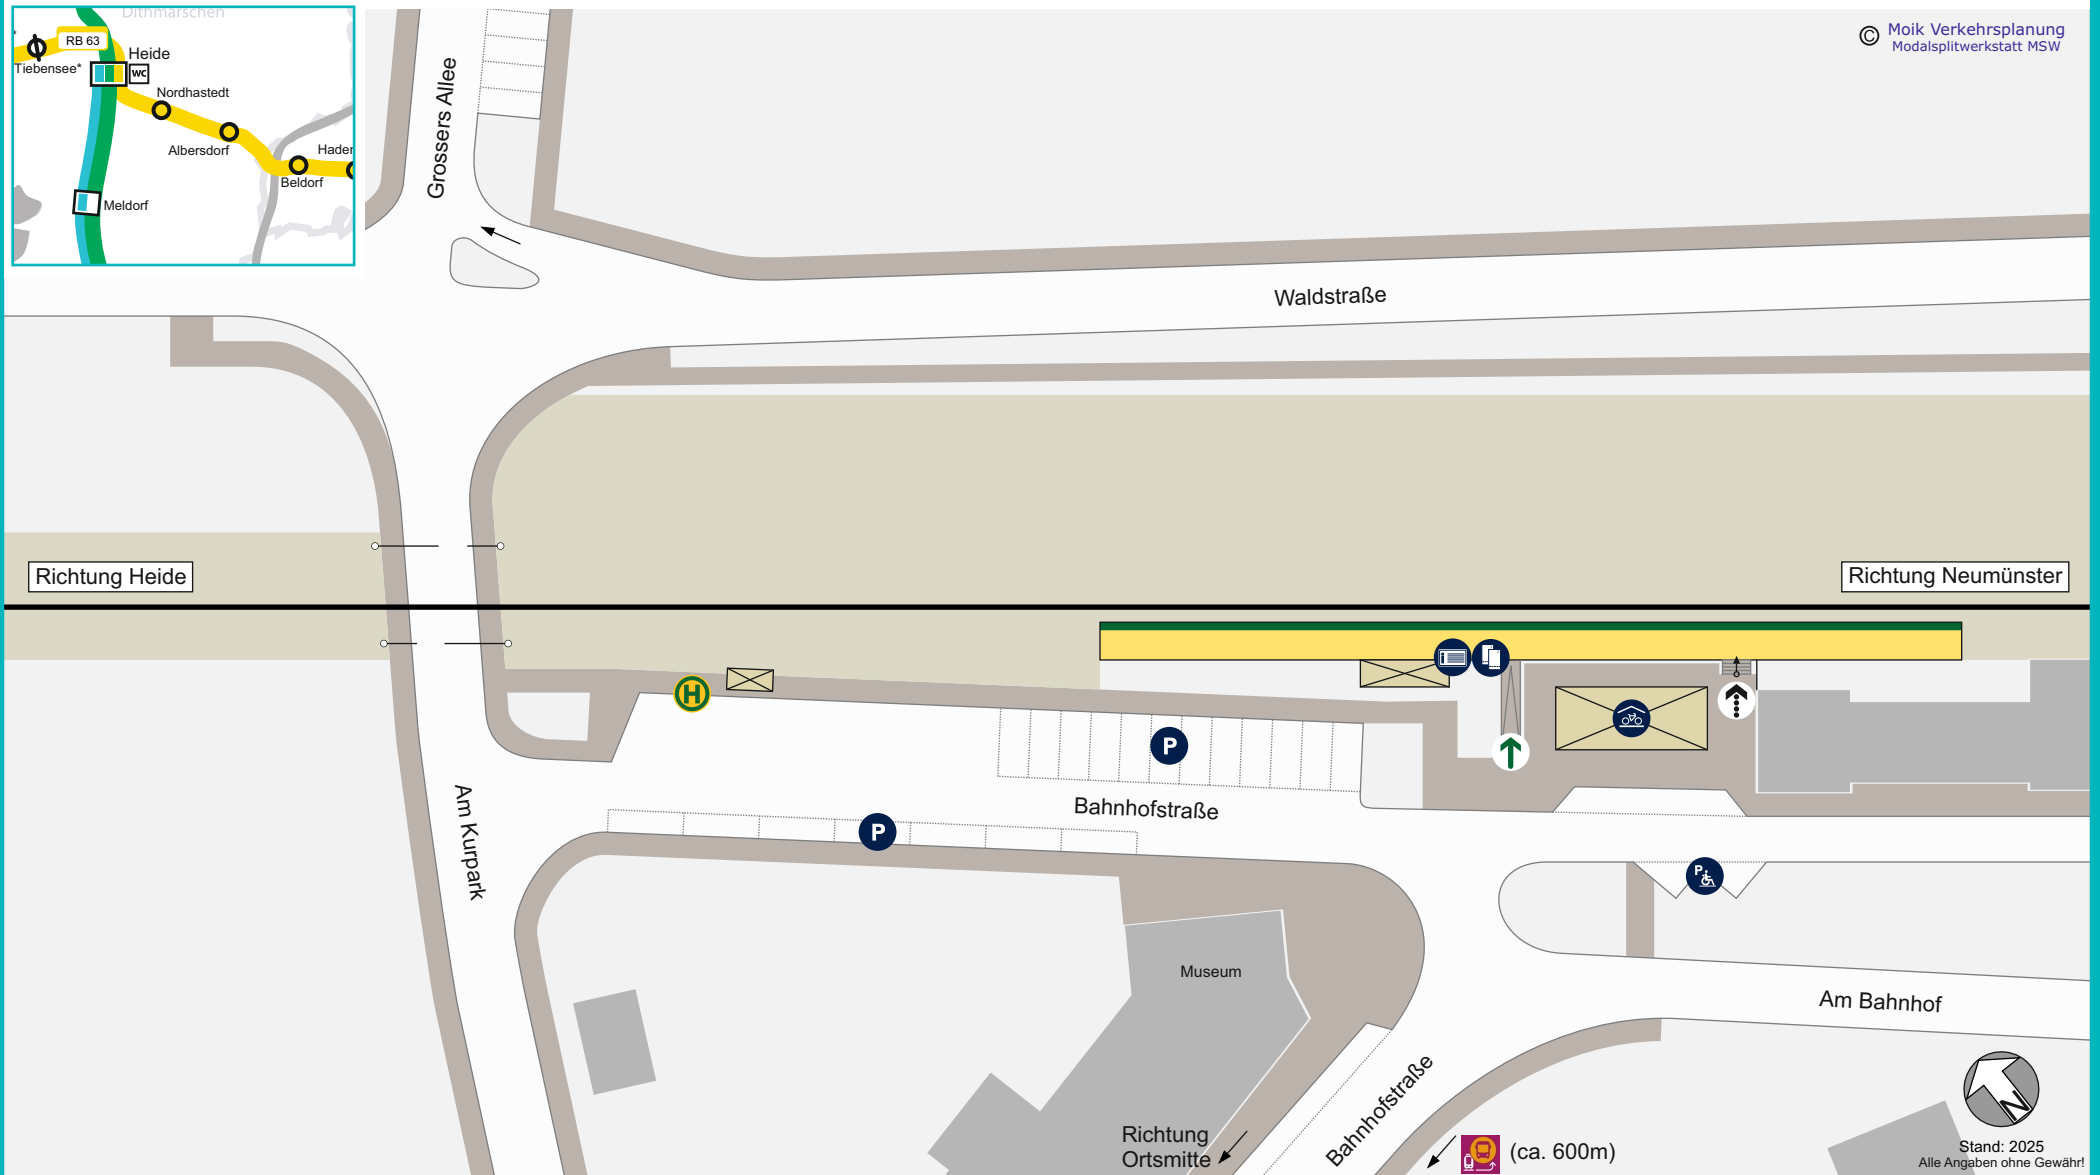 Dithmarschen
RB 63
Heide
WC
Tiebensee*
Nordhastedt
Albersdorf
Hader
Beldorf
Meldorf
© Moik Verkehrsplanung
Modalsplitwerkstatt MSW
Grossers Allee
Waldstraße
Richtung Heide
Richtung Neumünster
H
P
Bahnhofstraße
P
Am Kurpark
P
Museum
Am Bahnhof
Bahnhofstraße
Richtung
Ortsmitte
(ca. 600m)
N
Stand: 2025
Alle Angaben ohne Gewähr!